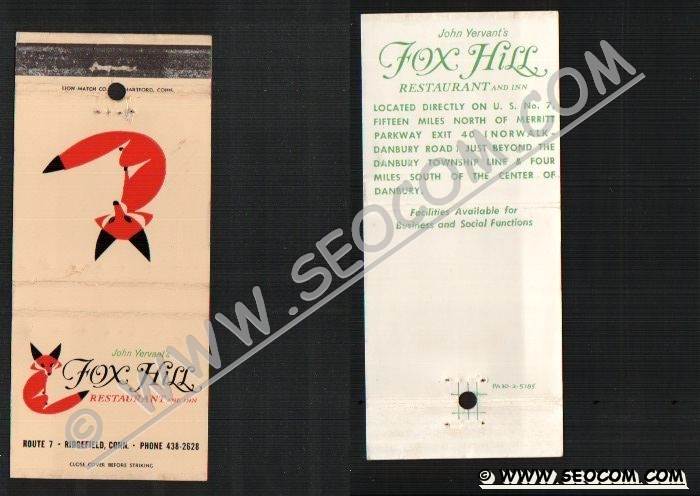 LION MATCH CO. HARTFORD, CONN.
John Yervant's
FOX HILL
RESTAURANT AND INN
ROUTE 7 - RIDGEFIELD, CONN. - PHONE 438-2628
CLOSE COVER BEFORE STRIKING
John Yervant's
FOX HILL
RESTAURANT AND INN
LOCATED DIRECTLY ON U. S. No. 7,
FIFTEEN MILES NORTH OF MERRITT
PARKWAY EXIT 40 (NORWALK-
DANBURY ROAD) JUST BEYOND THE
DANBURY TOWNSHIP LINE & FOUR
MILES SOUTH OF THE CENTER OF
DANBURY.
Facilities Available for
Business and Social Functions
PA10-2-5185
© WWW.SEOCOM.COM
© WWW.SEOCOM.COM